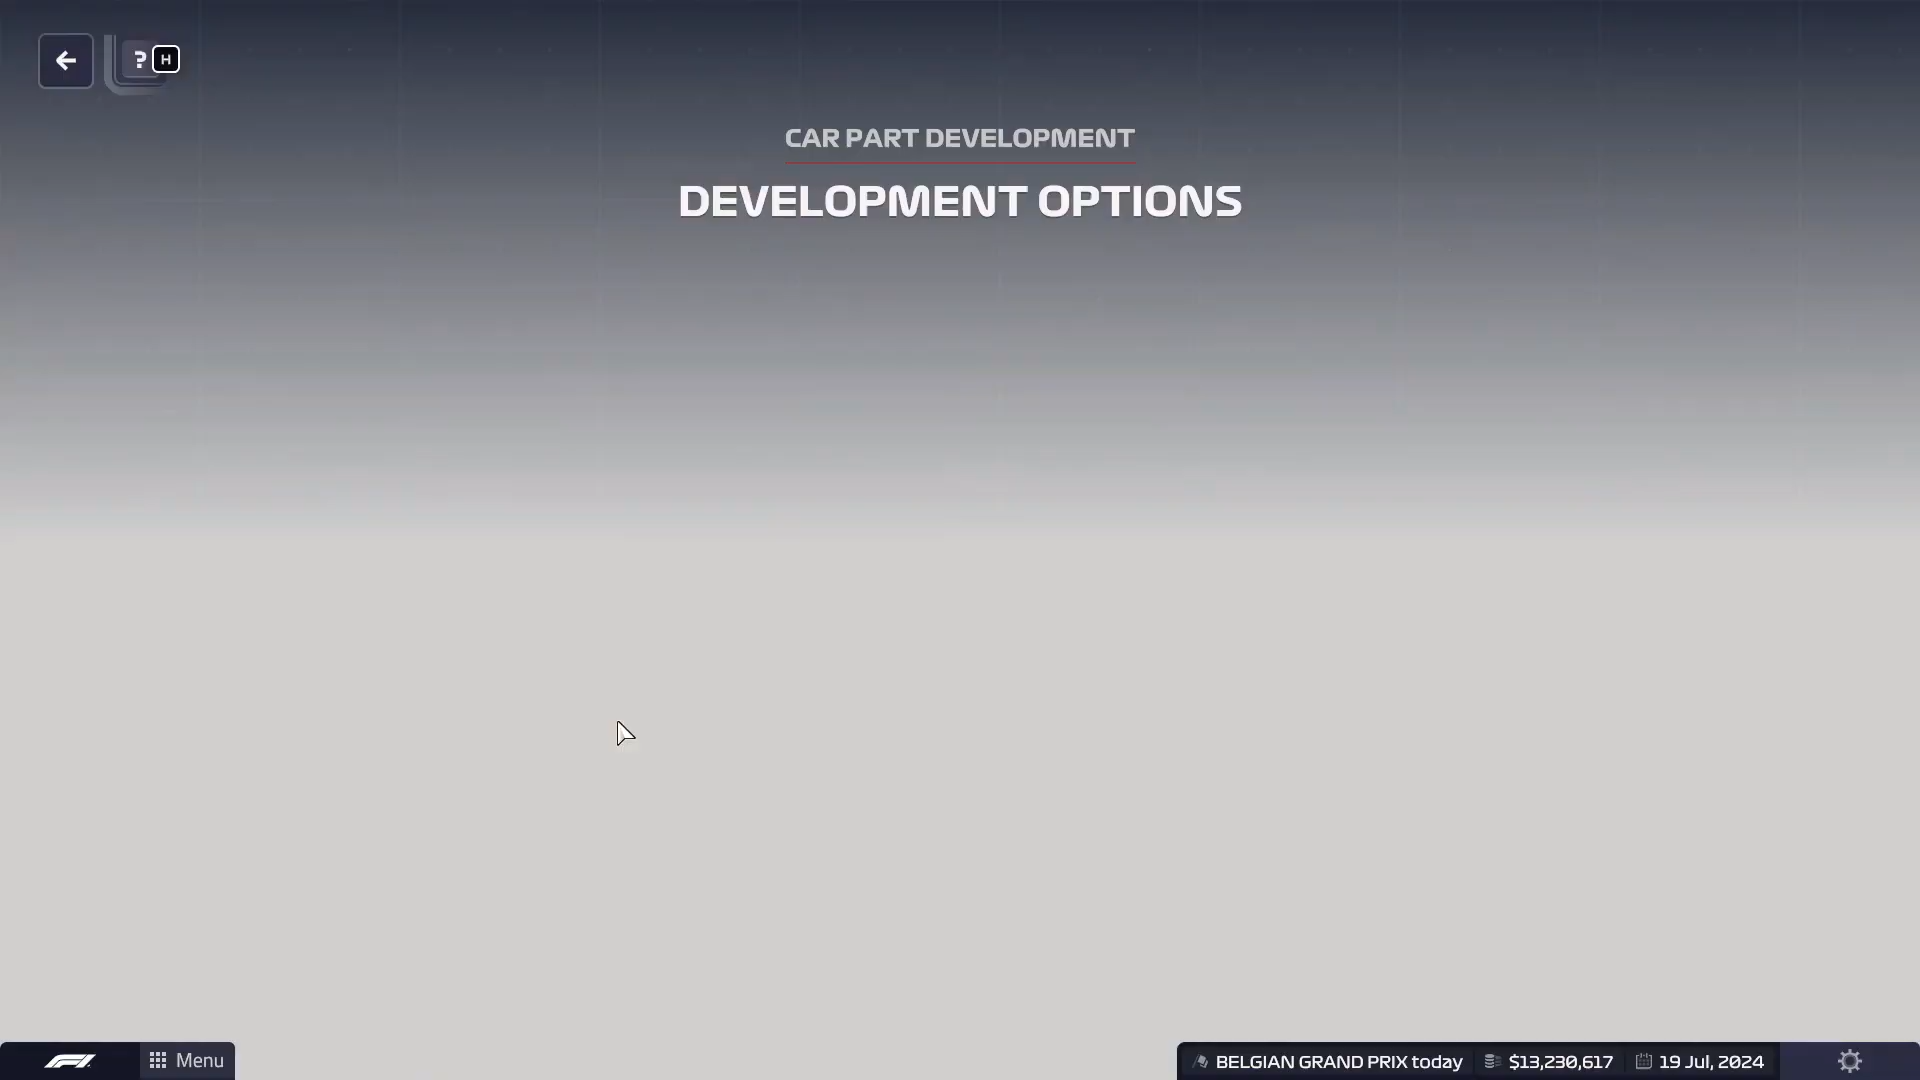 ? H
CAR PART DEVELOPMENT
DEVELOPMENT OPTIONS
Menu
BELGIAN GRAND PRIX today
$13,230,617
19 Jul, 2024